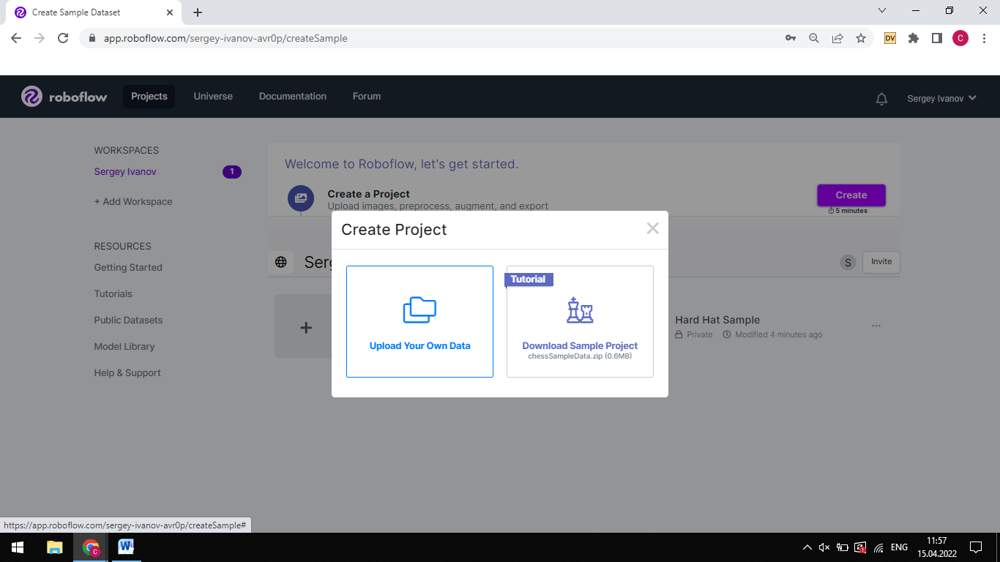 Create Sample Dataset
app.roboflow.com/sergey-ivanov-avr0p/createSample
DV
C
roboflow
Projects
Universe
Documentation
Forum
Sergey Ivanov
WORKSPACES
Sergey Ivanov
1
+ Add Workspace
RESOURCES
Getting Started
Tutorials
Public Datasets
Model Library
Help & Support
Welcome to Roboflow, let's get started.
Create a Project
Upload images, preprocess, augment, and export
Create
5 minutes
S
Invite
Hard Hat Sample
Private
Modified 4 minutes ago
Create Project
Upload Your Own Data
Tutorial
Download Sample Project
chessSampleData.zip (0.6MB)
https://app.roboflow.com/sergey-ivanov-avr0p/createSample#
C
W
ENG
11:57
15.04.2022